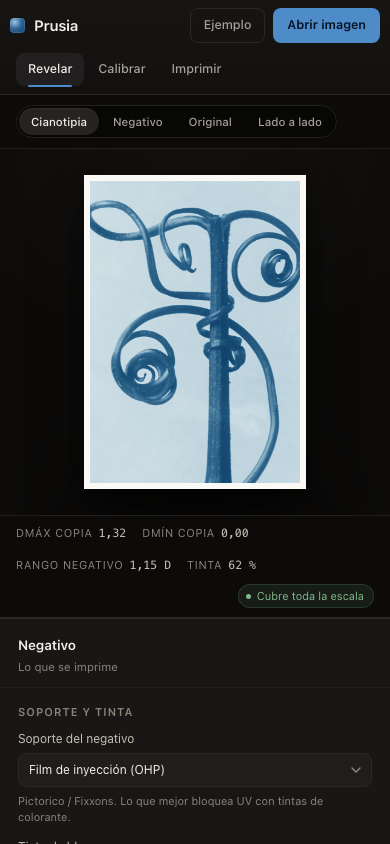 Prusia
Ejemplo
Abrir imagen
Revelar
Calibrar
Imprimir
Cianotipia
Negativo
Original
Lado a lado
DMÁX COPIA 1,32
DMÍN COPIA 0,00
RANGO NEGATIVO 1,15 D
TINTA 62 %
Cubre toda la escala
Negativo
Lo que se imprime
SOPORTE Y TINTA
Soporte del negativo
Film de inyección (OHP)
Pictorico / Fixxons. Lo que mejor bloquea UV con tintas de
colorante.